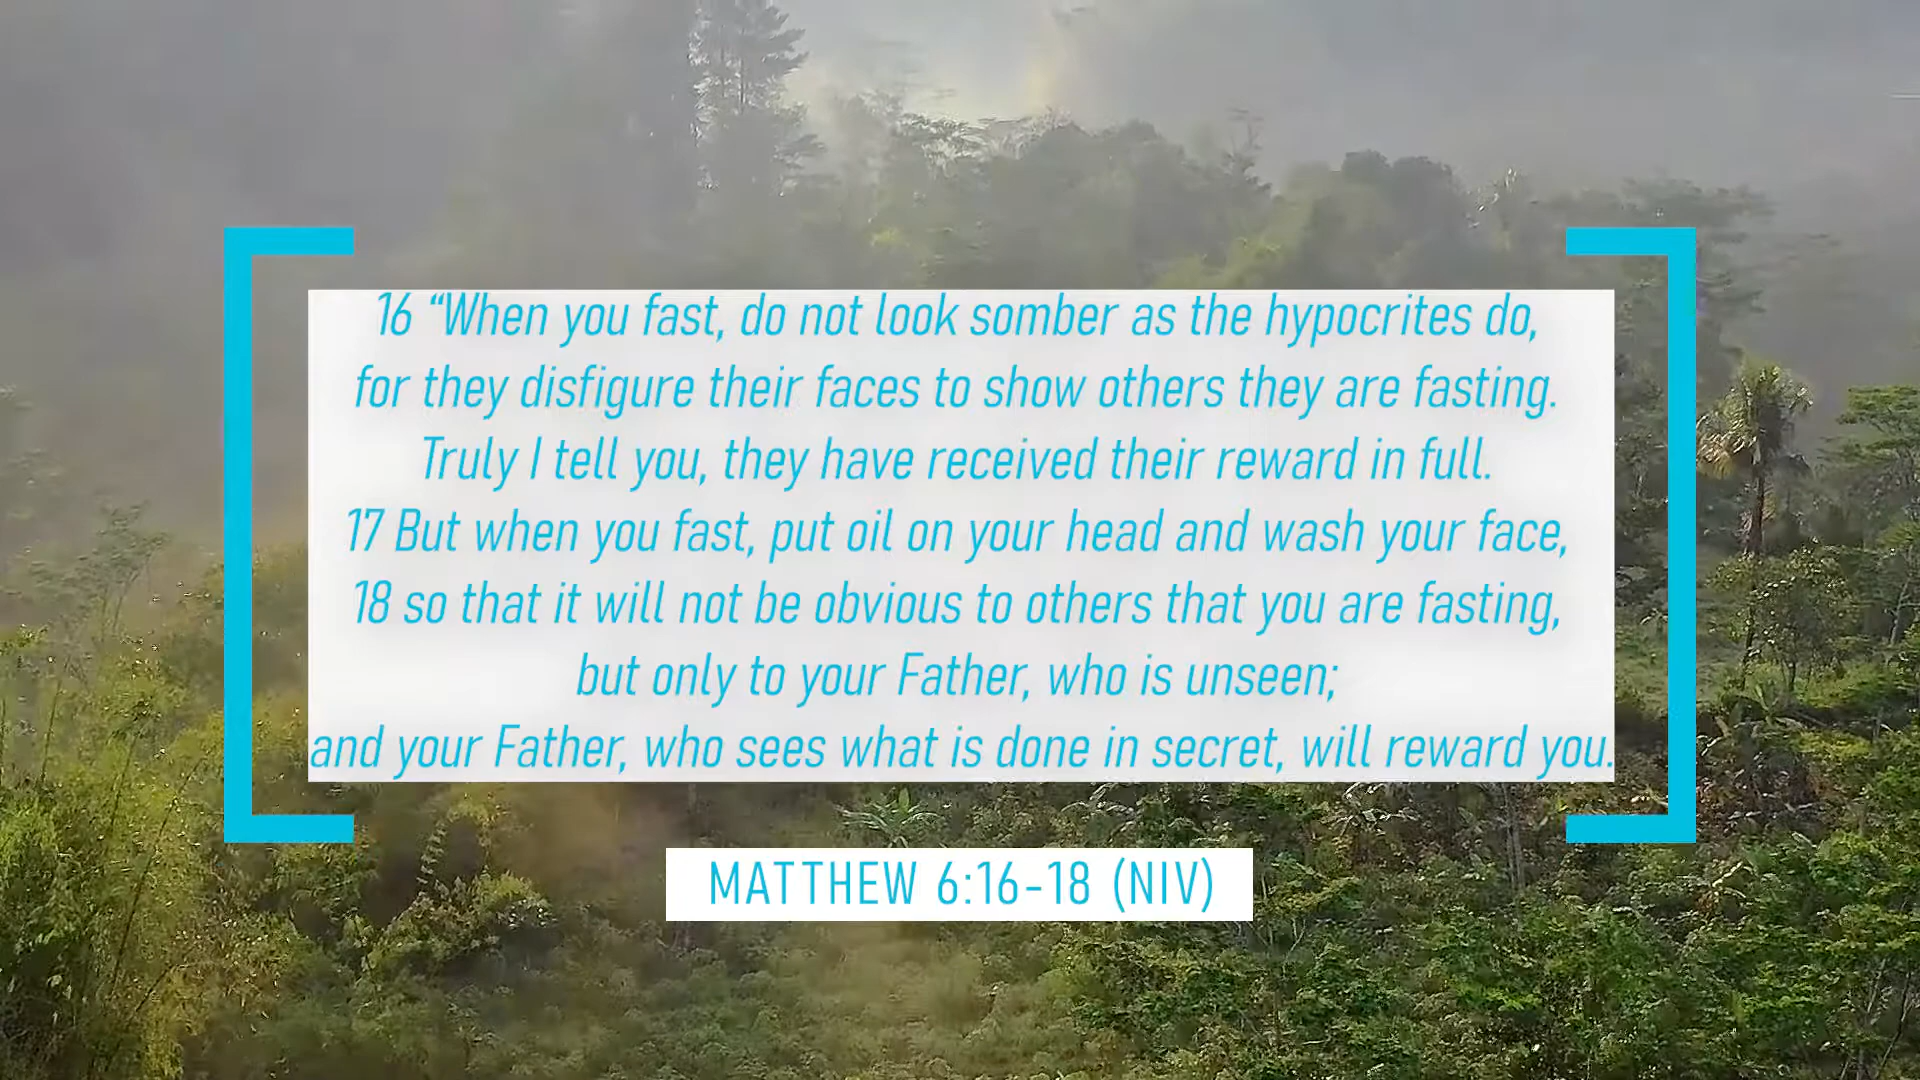 16 “When you fast, do not look somber as the hypocrites do,
for they disfigure their faces to show others they are fasting.
Truly I tell you, they have received their reward in full.
17 But when you fast, put oil on your head and wash your face,
18 so that it will not be obvious to others that you are fasting,
but only to your Father, who is unseen;
and your Father, who sees what is done in secret, will reward you.
MATTHEW 6:16-18 (NIV)